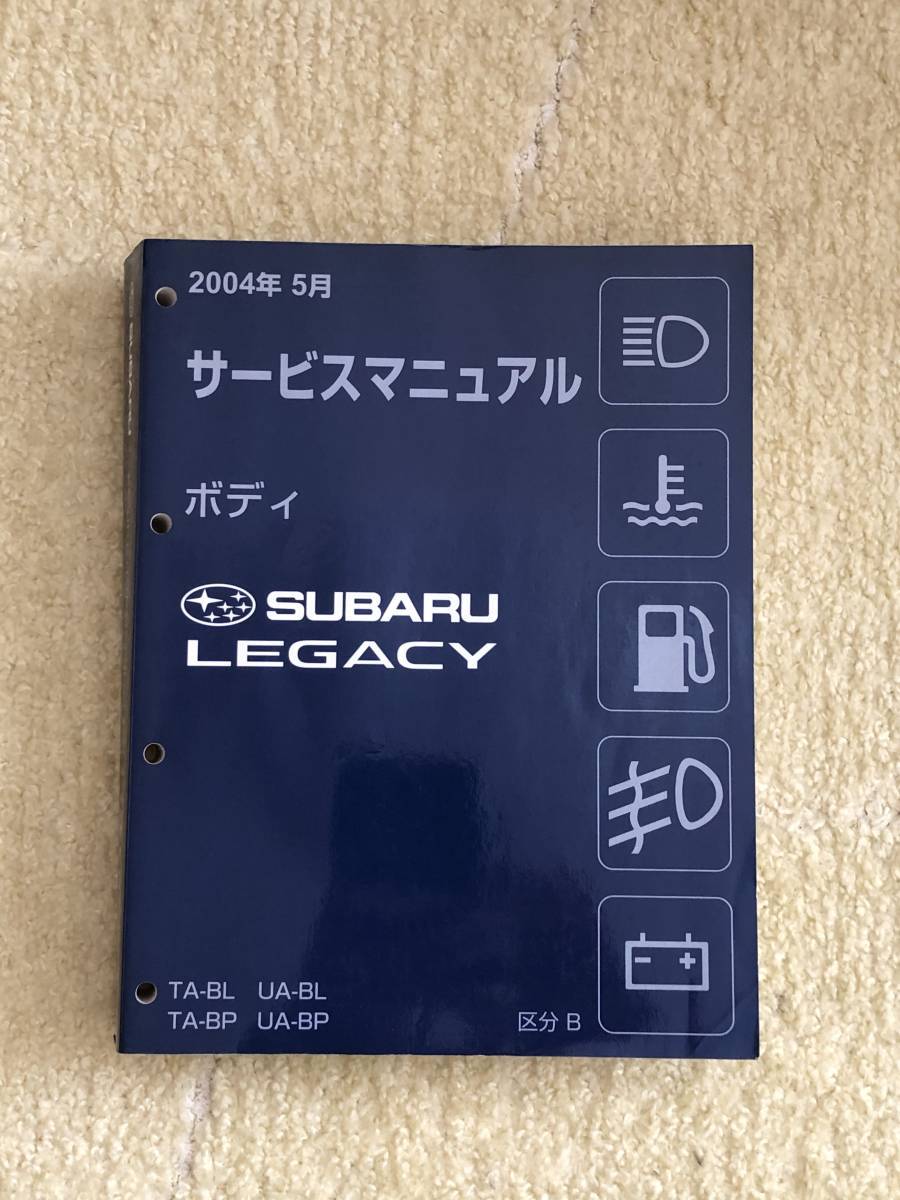 2004年 5月
サービスマニュアル
ボディ
SUBARU
LEGACY
TA-BL UA-BL
TA-BP UA-BP
区分 B